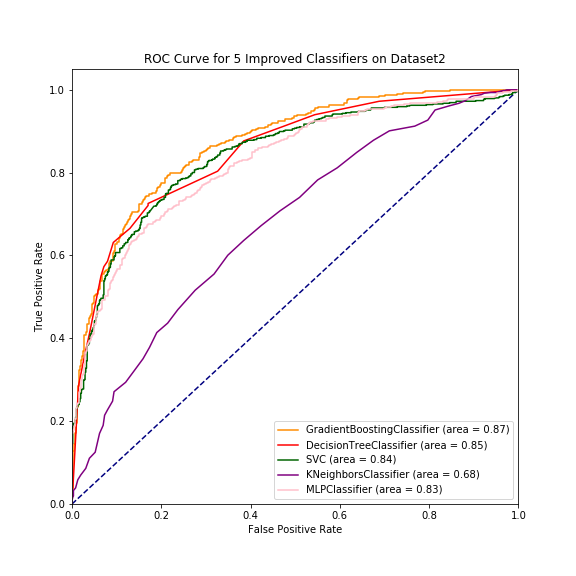 ROC Curve for 5 Improved Classifiers on Dataset2
1.0
0.8
0.6
0.4
0.2
0.0
True Positive Rate
GradientBoostingClassifier (area = 0.87)
DecisionTreeClassifier (area = 0.85)
SVC (area = 0.84)
KNeighborsClassifier (area = 0.68)
MLPClassifier (area = 0.83)
0.0 0.2 0.4 0.6 0.8 1.0
False Positive Rate